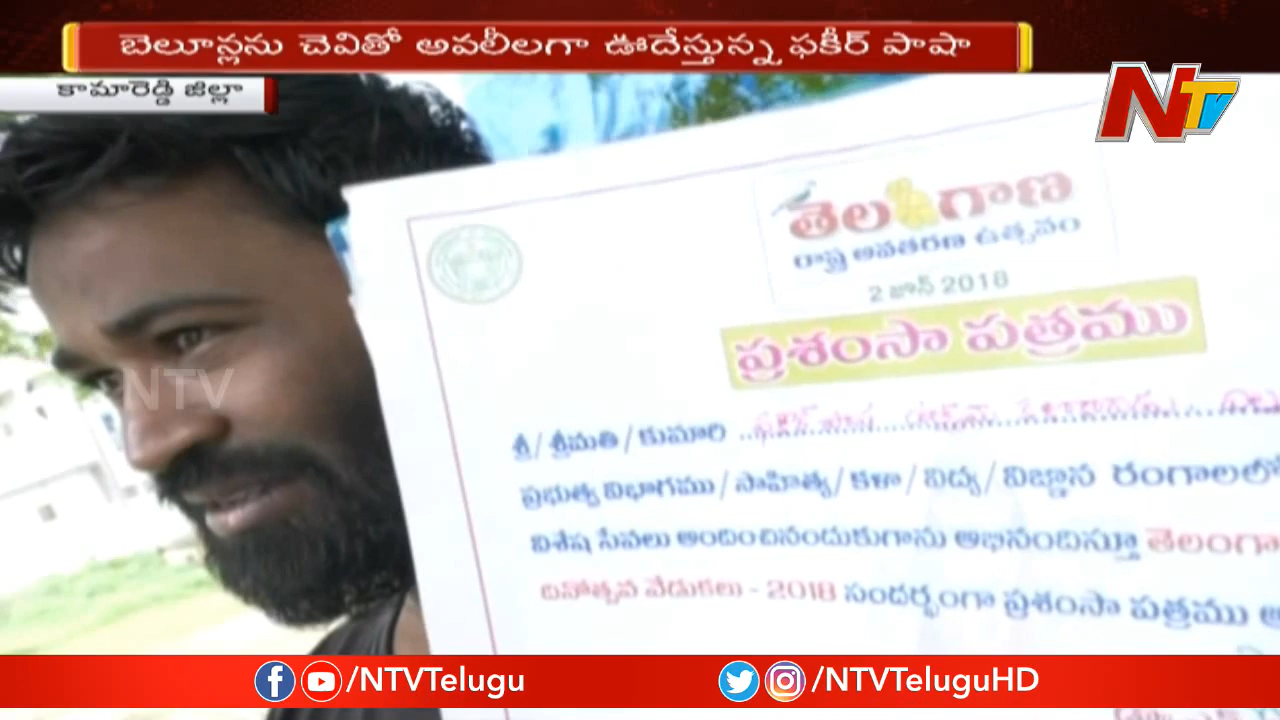 బెలూన్లను చెవితో అవలీలగా ఊదేస్తున్న ఫకీర్ పాషా
కామారెడ్డి జిల్లా
NTV
తెలంగాణ
రాష్ట్ర అవతరణ ఉత్సవం
2 జూన్ 2018
ప్రశంసా పత్రము
NTV
శ్రీ/ శ్రీమతి / కుమారి
ప్రభుత్వ విభాగము/ సాహిత్య/ కళా / విద్య/ విజ్ఞాన రంగాలలో
విశేష సేవలు అందించినందుకుగాను అభినందిస్తూ తెలంగా
దినోత్సవ వేడుకలు - 2018 సందర్భంగా ప్రశంసా పత్రము అ
/NTVTelugu
/NTVTeluguHD